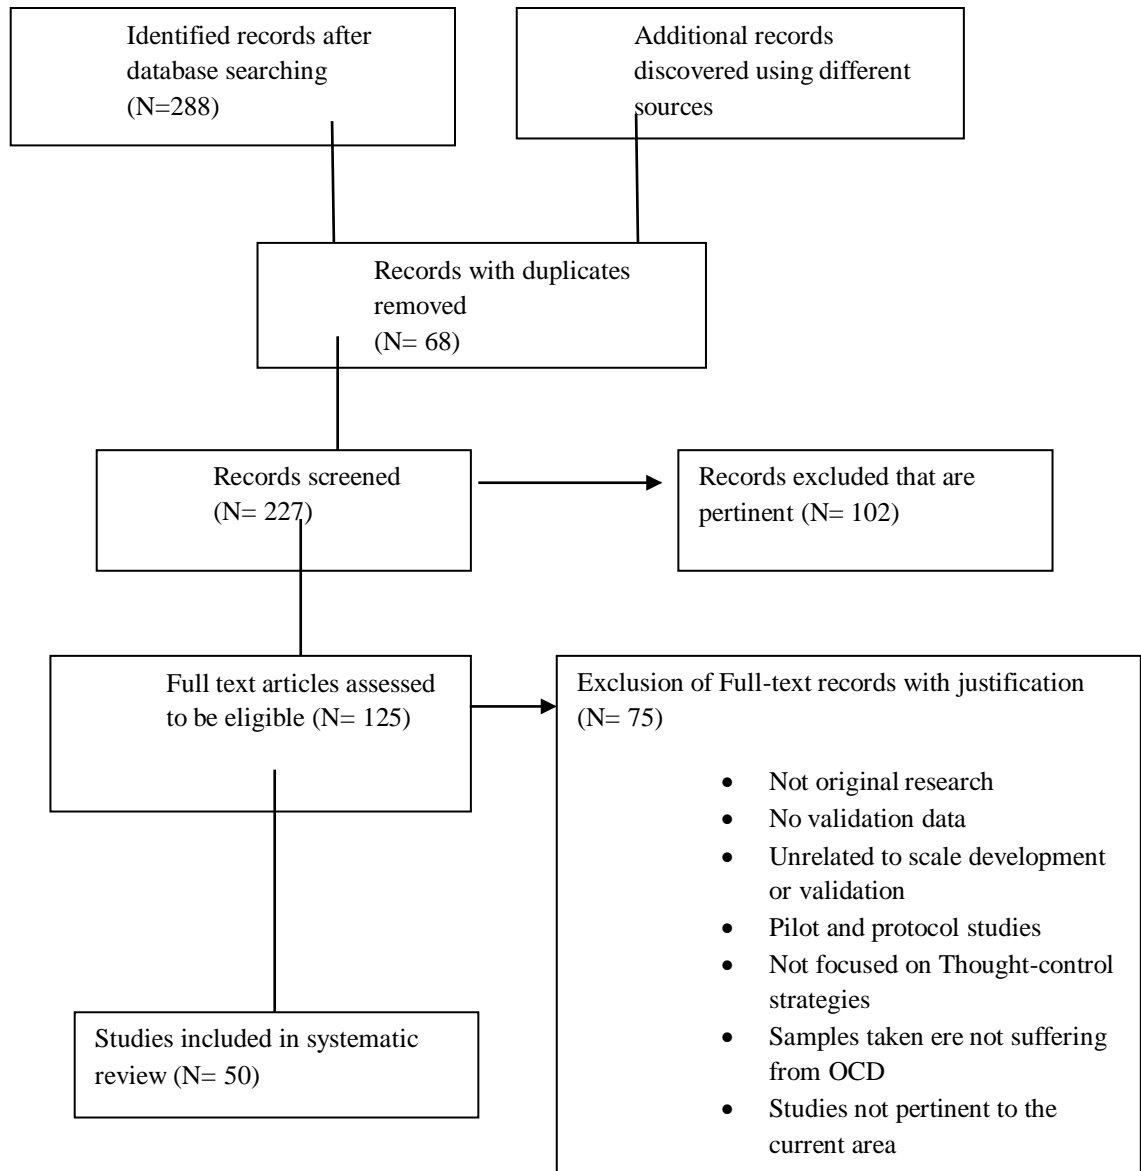 Identified records after
database searching
(N=288)
Additional records
discovered using different
sources
Records with duplicates
removed
(N= 68)
Records screened
(N= 227)
Records excluded that are
pertinent (N= 102)
Full text articles assessed
to be eligible (N= 125)
Exclusion of Full-text records with justification
(N= 75)
• Not original research
• No validation data
• Unrelated to scale development
or validation
• Pilot and protocol studies
• Not focused on Thought-control
strategies
• Samples taken ere not suffering
from OCD
• Studies not pertinent to the
current area
Studies included in systematic
review (N= 50)